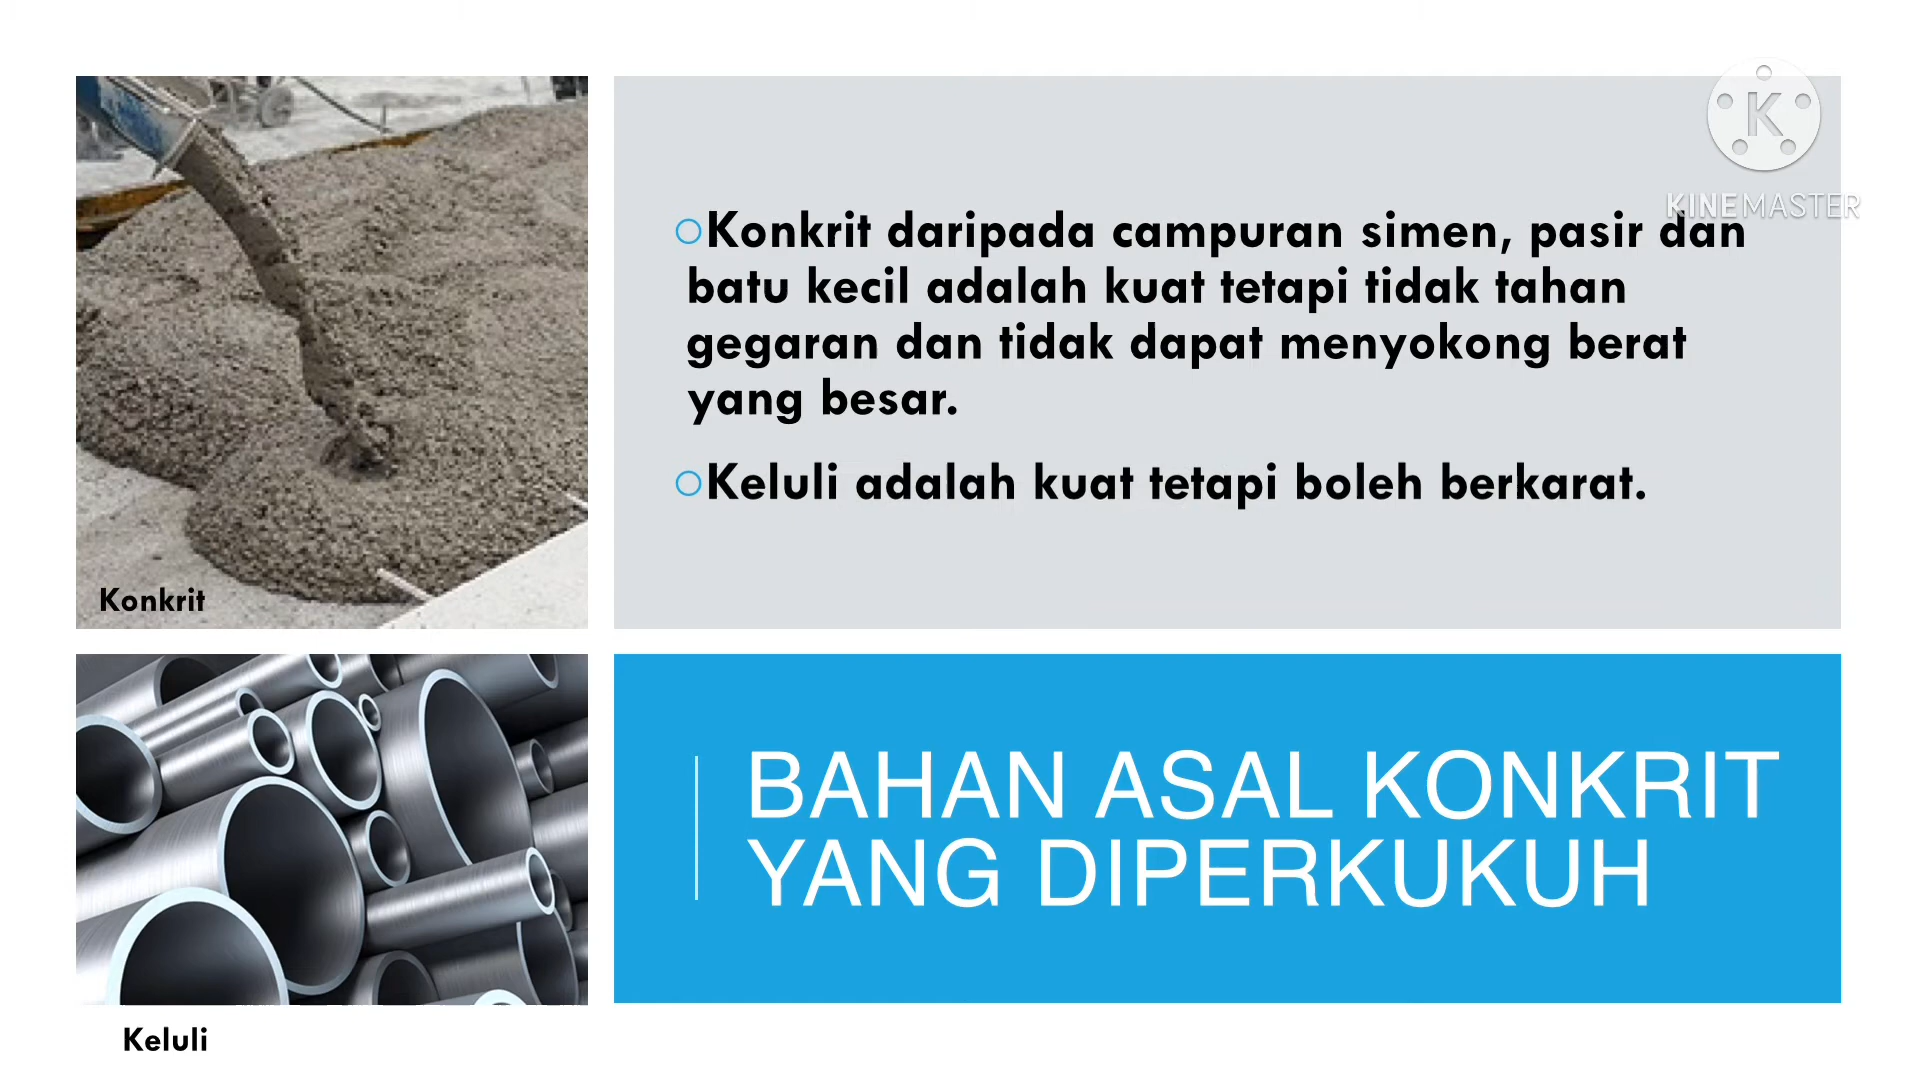 K
KINEMASTER
○Konkrit daripada campuran simen, pasir dan
batu kecil adalah kuat tetapi tidak tahan
gegaran dan tidak dapat menyokong berat
yang besar.
○Keluli adalah kuat tetapi boleh berkarat.
Konkrit
BAHAN ASAL KONKRIT
YANG DIPERKUKUH
Keluli